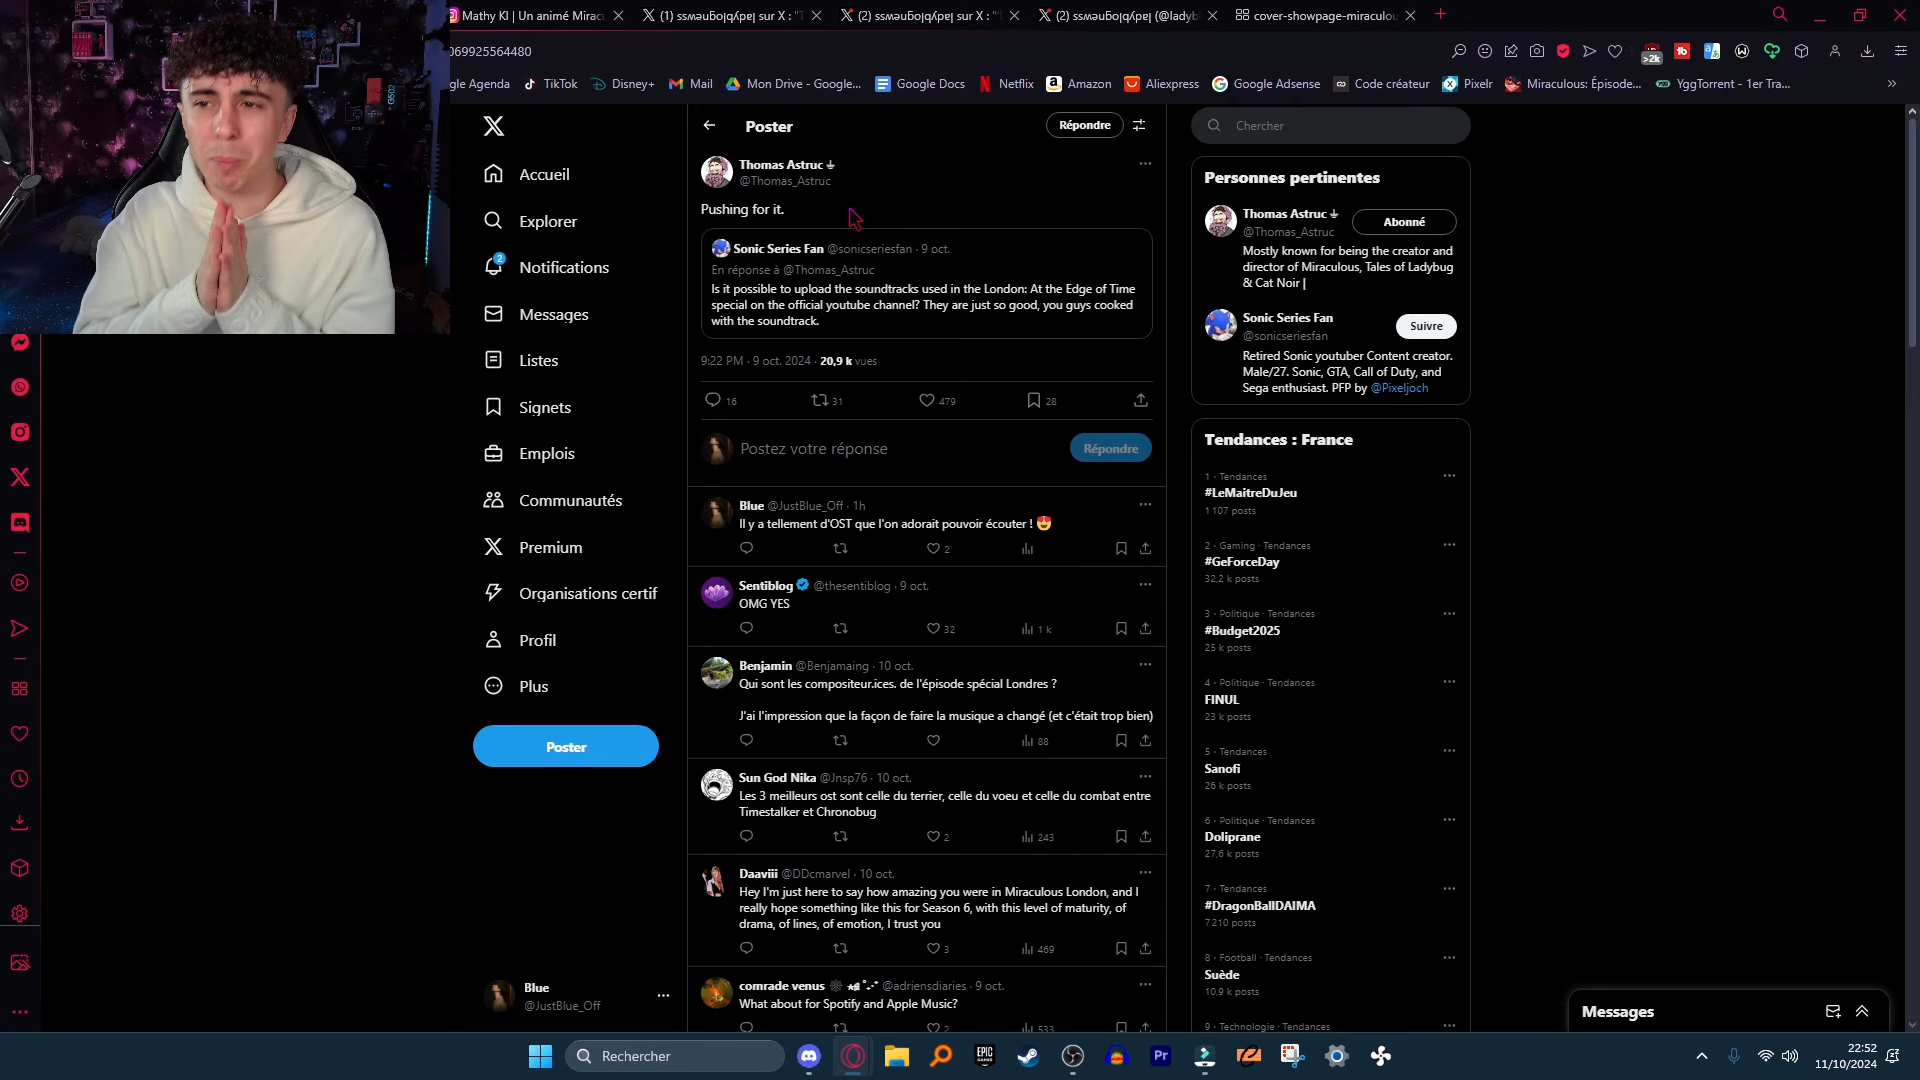 Mathy KI | Un animé Miracu
(1) ssʍǝuƃoıqʎpɐן sur X : "T
(2) ssʍǝuƃoıqʎpɐן sur X : "
(2) ssʍǝuƃoıqʎpɐן (@ladyb
cover-showpage-miraculou
069925564480
>2k
gle Agenda
TikTok
Disney+
Mail
Mon Drive - Google...
Google Docs
Netflix
Amazon
Aliexpress
Google Adsense
Code créateur
Pixelr
Miraculous: Épisode...
YggTorrent - 1er Tra...
Accueil
Explorer
2
Notifications
Messages
Listes
Signets
Emplois
Communautés
Premium
Organisations certif
Profil
Plus
Poster
Blue
@JustBlue_Off
Poster
Répondre
Thomas Astruc
@Thomas_Astruc
Pushing for it.
Sonic Series Fan @sonicseriesfan · 9 oct.
En réponse à @Thomas_Astruc
Is it possible to upload the soundtracks used in the London: At the Edge of Time
special on the official youtube channel? They are just so good, you guys cooked
with the soundtrack.
9:22 PM · 9 oct. 2024 · 20,9 k vues
16 31 479 28
Postez votre réponse
Répondre
Blue @JustBlue_Off · 1h
Il y a tellement d'OST que l'on adorait pouvoir écouter ! 😍
2
Sentiblog @thesentiblog · 9 oct.
OMG YES
32 1 k
Benjamin @Benjamaing · 10 oct.
Qui sont les compositeur.ices. de l'épisode spécial Londres ?
J'ai l'impression que la façon de faire la musique a changé (et c'était trop bien)
88
Sun God Nika @Jnsp76 · 10 oct.
Les 3 meilleurs ost sont celle du terrier, celle du voeu et celle du combat entre
Timestalker et Chronobug
2 243
Daaviii @DDcmarvel · 10 oct.
Hey I'm just here to say how amazing you were in Miraculous London, and I
really hope something like this for Season 6, with this level of maturity, of
drama, of lines, of emotion, I trust you
3 469
comrade venus @adriensdiaries · 9 oct.
What about for Spotify and Apple Music?
2 533
Chercher
Personnes pertinentes
Thomas Astruc
@Thomas_Astruc
Abonné
Mostly known for being the creator and
director of Miraculous, Tales of Ladybug
& Cat Noir |
Sonic Series Fan
@sonicseriesfan
Suivre
Retired Sonic youtuber Content creator.
Male/27. Sonic, GTA, Call of Duty, and
Sega enthusiast. PFP by @Pixeljoch
Tendances : France
1 · Tendances
#LeMaitreDuJeu
1 107 posts
2 · Gaming · Tendances
#GeForceDay
32,2 k posts
3 · Politique · Tendances
#Budget2025
25 k posts
4 · Politique · Tendances
FINUL
23 k posts
5 · Tendances
Sanofi
26 k posts
6 · Politique · Tendances
Doliprane
27,6 k posts
7 · Tendances
#DragonBallDAIMA
7 210 posts
8 · Football · Tendances
Suède
10,9 k posts
9 · Technologie · Tendances
Messages
Rechercher
EPIC
GAMES
Pr
22:52
11/10/2024